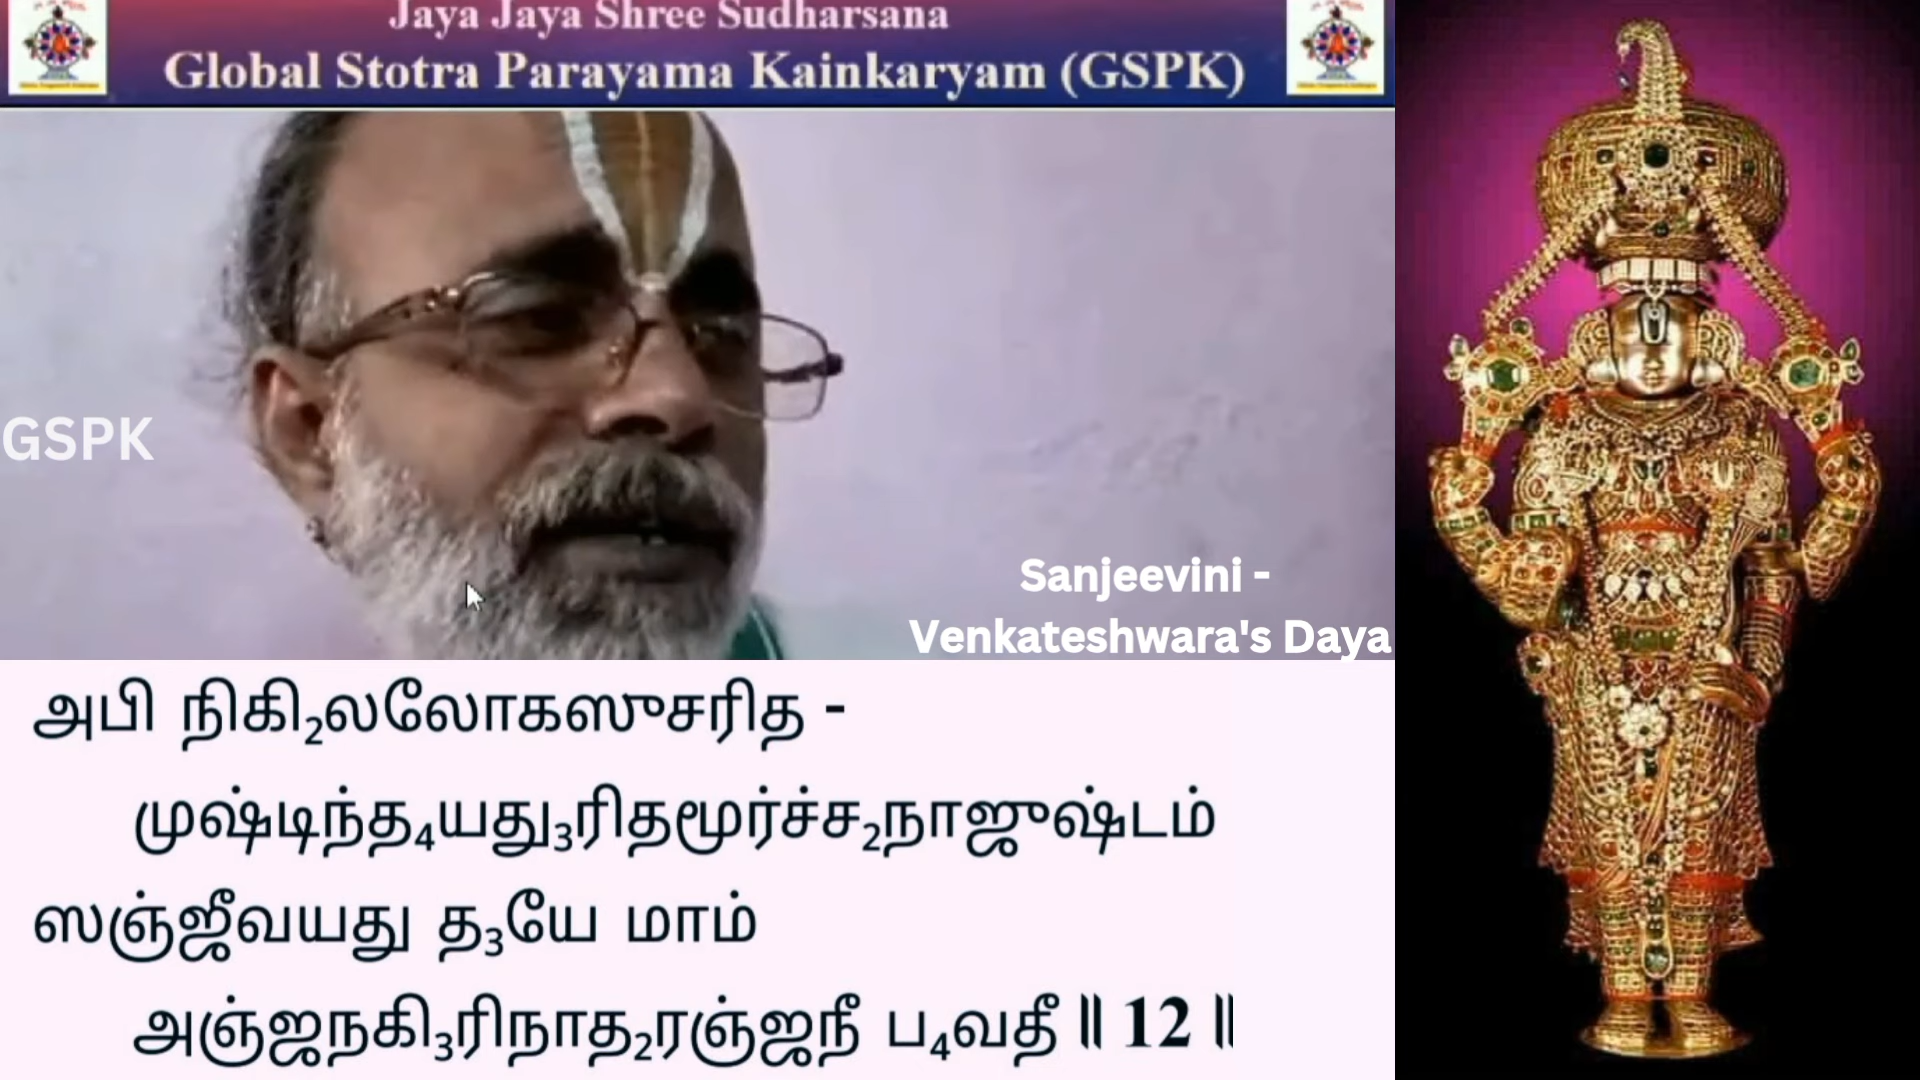 Jaya Jaya Shree Sudharsana
Global Stotra Parayama Kainkaryam (GSPK)
GSPK
Sanjeevini -
Venkateshwara's Daya
அபி நிகி₂லலோகஸுசரித -
முஷ்டிந்த₄யது₃ரிதமூர்ச்ச₂நாஜுஷ்டம்
ஸஞ்ஜீவயது த₃யே மாம்
அஞ்ஜநகி₃ரிநாத₂ரஞ்ஜநீ ப₄வதீ ॥ 12 ॥